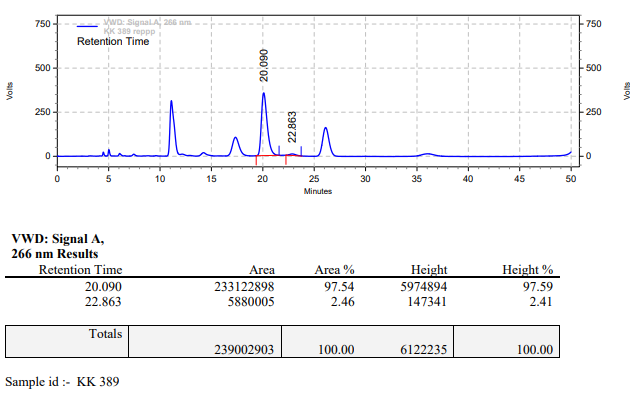 VWD: Signal A, 266 nm
KK 389 reppp
Retention Time
750
500
250
0
750
500
250
0
Volts
Volts
20.090
22.863
0 5 10 15 20 25 30 35 40 45 50
Minutes
VWD: Signal A,
266 nm Results
Retention Time Area Area % Height Height %
20.090 233122898 97.54 5974894 97.59
22.863 5880005 2.46 147341 2.41
Totals
239002903 100.00 6122235 100.00
Sample id :- KK 389